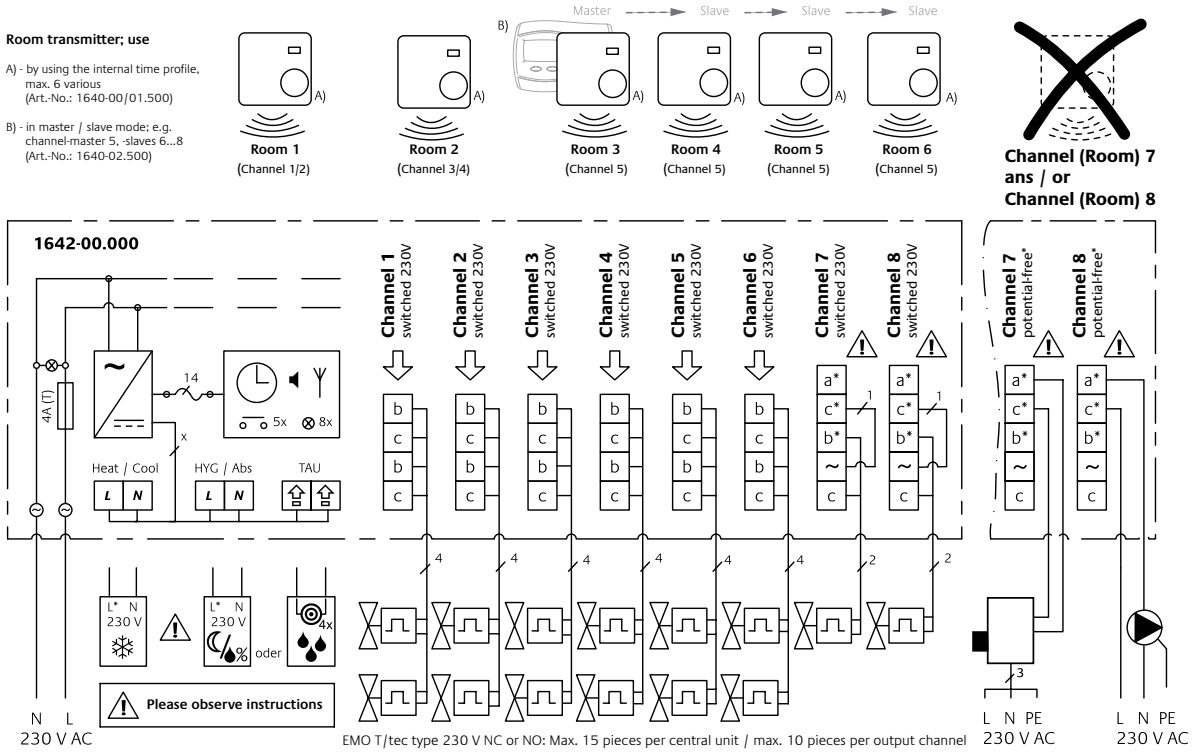 Master Slave Slave Slave
B)
Room transmitter; use
A) - by using the internal time profile,
max. 6 various
(Art.-No.: 1640-00/01.500)
B) - in master / slave mode; e.g.
channel-master 5, -slaves 6...8
(Art.-No.: 1640-02.500)
A) A) A) A) A) A)
Room 1 Room 2 Room 3 Room 4 Room 5 Room 6
(Channel 1/2) (Channel 3/4) (Channel 5) (Channel 5) (Channel 5) (Channel 5)
Channel (Room) 7
ans / or
Channel (Room) 8
1642-00.000
Channel 1
switched 230V
Channel 2
switched 230V
Channel 3
switched 230V
Channel 4
switched 230V
Channel 5
switched 230V
Channel 6
switched 230V
Channel 7
switched 230V
Channel 8
switched 230V
Channel 7
potential-free*
Channel 8
potential-free*
4A (T)
14
5x 8x
x
Heat / Cool HYG / Abs TAU
L N L N
b b b b b b
c c c c c c
b b b b b b
c c c c c c
a* a* a* a*
c* 1 c* 1 c* c*
b* b* b* b*
~ ~ ~ ~
c c c c
4 4 4 4 4 4 2 2
L* N
230 V
L* N
230 V
%
oder
4x
Please observe instructions
3
N L
230 V AC
L N PE
230 V AC
L N PE
230 V AC
EMO T/tec type 230 V NC or NO: Max. 15 pieces per central unit / max. 10 pieces per output channel